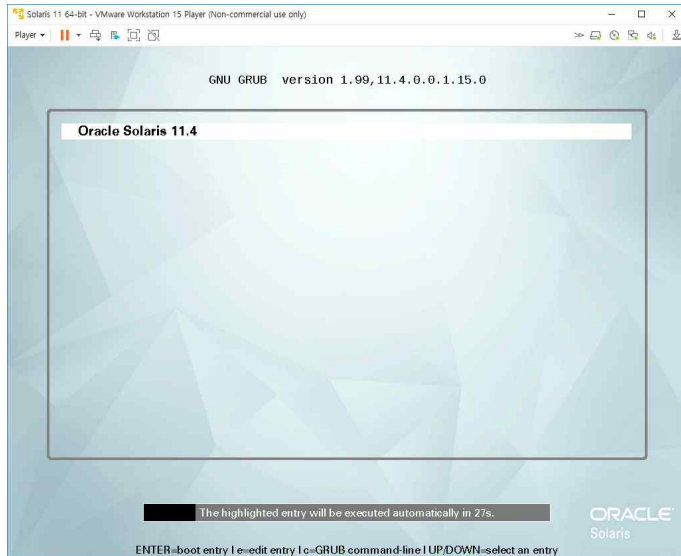 Solaris 11 64-bit - VMware Workstation 15 Player (Non-commercial use only)
Player
GNU GRUB version 1.99,11.4.0.0.1.15.0
Oracle Solaris 11.4
The highlighted entry will be executed automatically in 27s.
ORACLE
Solaris
ENTER=boot entry | e=edit entry | c=GRUB command-line | UP/DOWN=select an entry